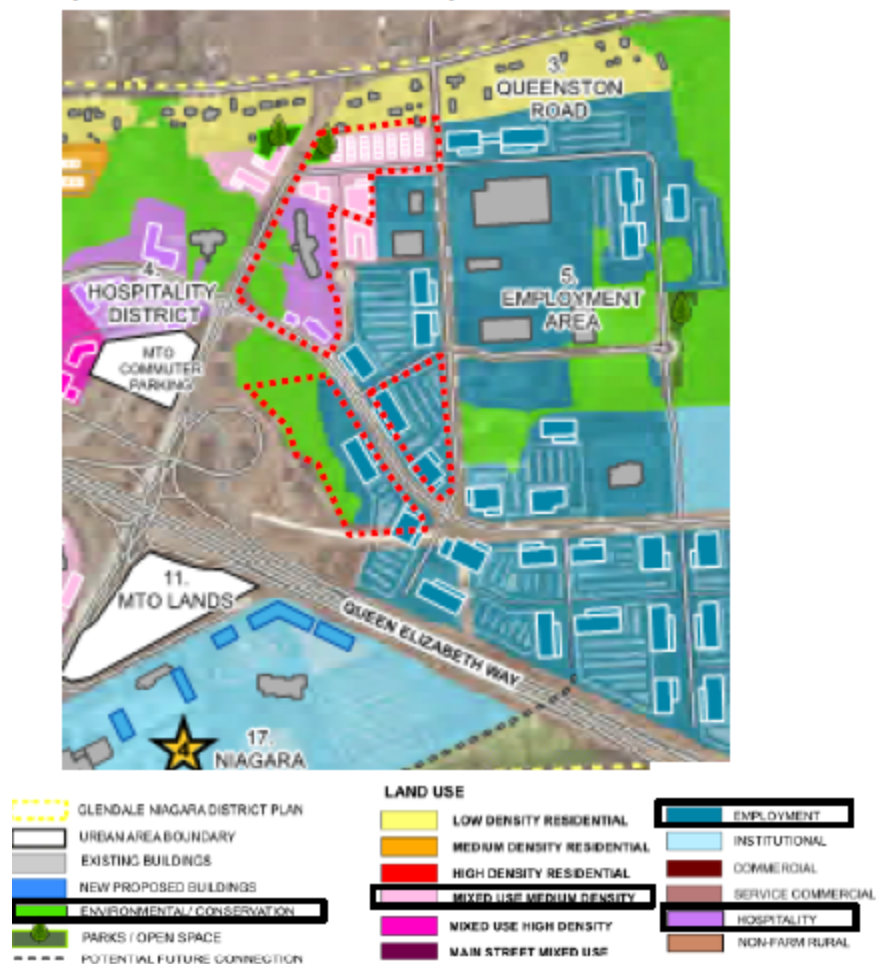 3.
QUEENSTON
ROAD
4.
HOSPITALITY
DISTRICT
5.
EMPLOYMENT
AREA
MTO
COMMUTER
PARKING
11.
MTO LANDS
QUEEN ELIZABETH WAY
4
17.
NIAGARA
GLENDALE NIAGARA DISTRICT PLAN
URBAN AREA BOUNDARY
EXISTING BUILDINGS
NEW PROPOSED BUILDINGS
ENVIRONMENTAL/ CONSERVATION
PARKS / OPEN SPACE
POTENTIAL FUTURE CONNECTION
LAND USE
LOW DENSITY RESIDENTIAL
MEDIUM DENSITY RESIDENTIAL
HIGH DENSITY RESIDENTIAL
MIXED USE MEDIUM DENSITY
MIXED USE HIGH DENSITY
MAIN STREET MIXED USE
EMPLOYMENT
INSTITUTIONAL
COMMERCIAL
SERVICE COMMERCIAL
HOSPITALITY
NON-FARM RURAL